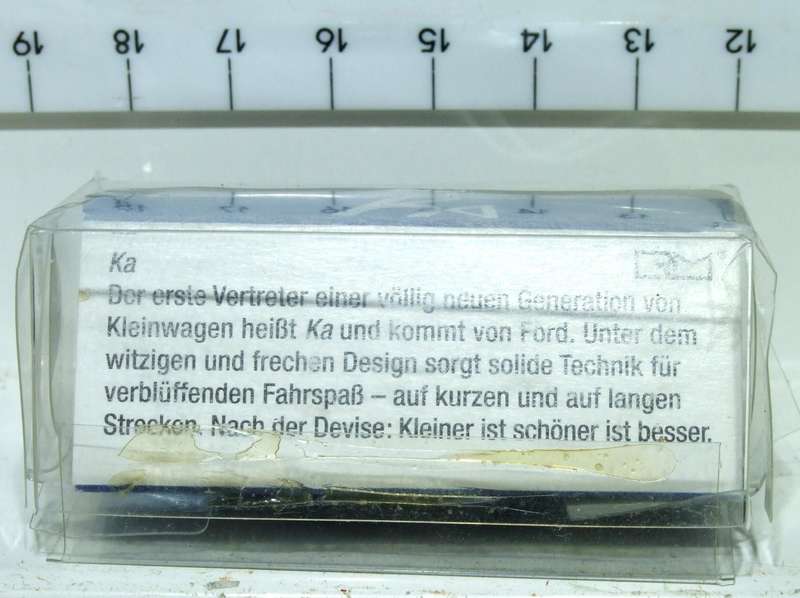 19 18 17 16 15 14 13 12
Ka
Der erste Vertreter einer völlig neuen Generation von
Kleinwagen heißt Ka und kommt von Ford. Unter dem
witzigen und frechen Design sorgt solide Technik für
verblüffenden Fahrspaß – auf kurzen und auf langen
Strecken. Nach der Devise: Kleiner ist schöner ist besser.